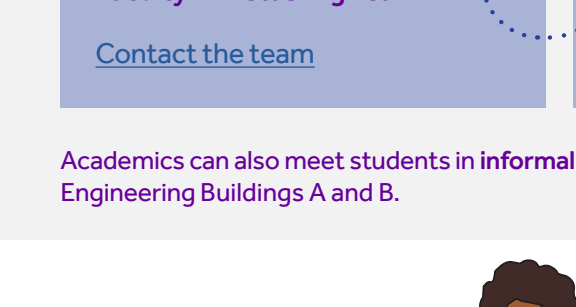 Contact the team
Academics can also meet students in informal
Engineering Buildings A and B.